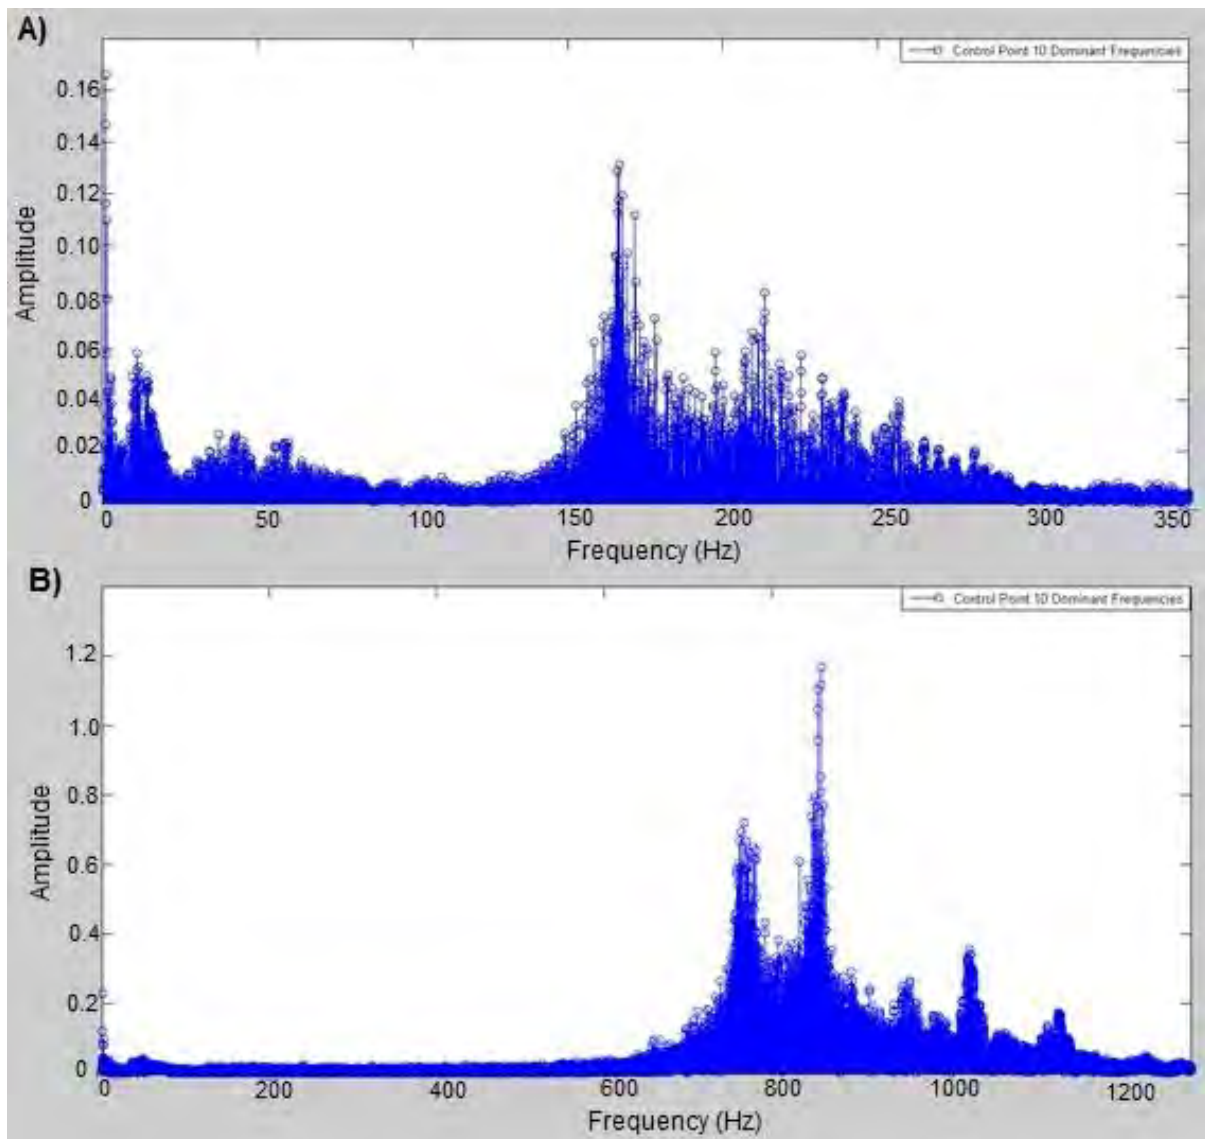 A)
Control Point 10 Dominant Frequencies
0.16
0.14
0.12
0.10
0.08
0.06
0.04
0.02
0
Amplitude
0 50 100 150 200 250 300 350
Frequency (Hz)
B)
Control Point 10 Dominant Frequencies
1.2
1.0
0.8
0.6
0.4
0.2
0
Amplitude
0 200 400 600 800 1000 1200
Frequency (Hz)